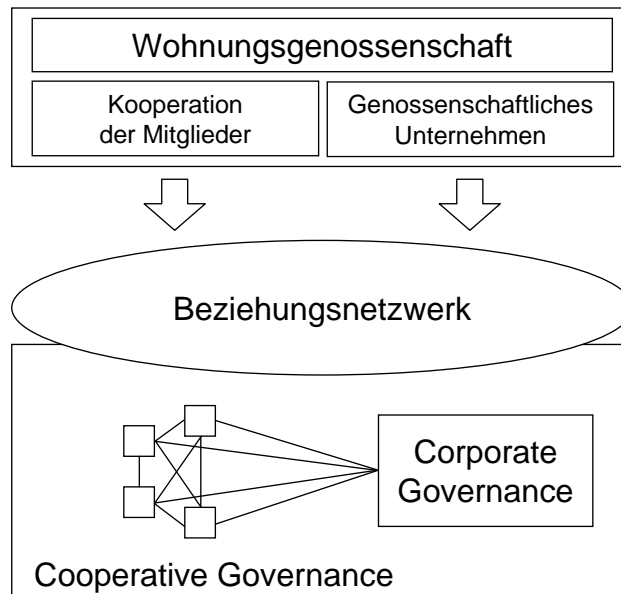 Wohnungsgenossenschaft
Kooperation
der Mitglieder
Genossenschaftliches
Unternehmen
Beziehungsnetzwerk
Corporate
Governance
Cooperative Governance